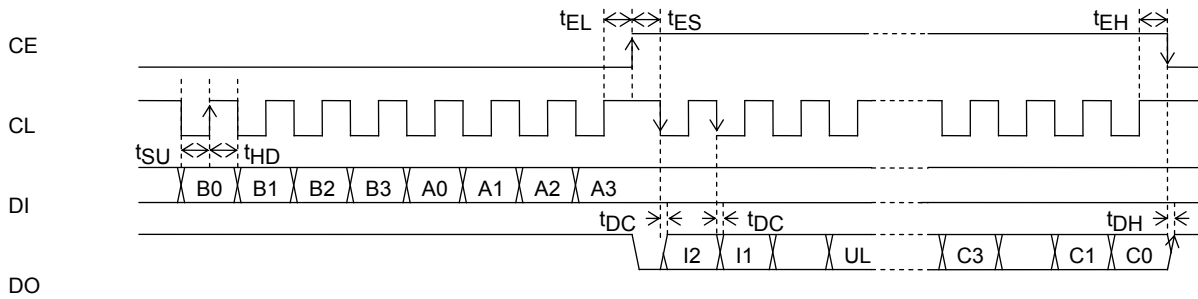 tEL tES tEH
CE
CL
tSU tHD
B0 B1 B2 B3 A0 A1 A2 A3
DI
tDC tDC tDH
I2 I1 UL C3 C1 C0
DO